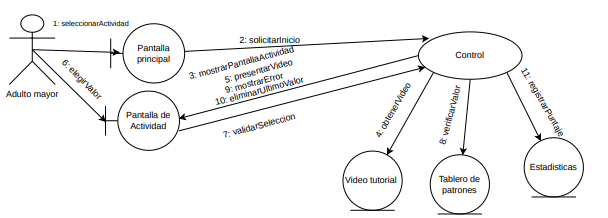 1: seleccionarActividad
2: solicitarInicio
Pantalla
principal
Control
3: mostrarPantallaActividad
5: presentarVideo
9: mostrarError
10: eliminarUltimoValor
6: elegirValor
Adulto mayor
Pantalla de
Actividad
7: validarSeleccion
4: obtenerVideo
8: verificarValor
11: registrarPuntaje
Video tutorial
Tablero de
patrones
Estadisticas